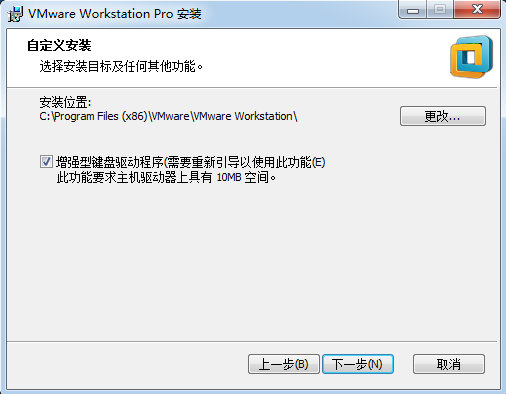 VMware Workstation Pro 安装
自定义安装
选择安装目标及任何其他功能。
安装位置:
C:\Program Files (x86)\VMware\VMware Workstation\
更改...
增强型键盘驱动程序(需要重新引导以使用此功能(E)
此功能要求主机驱动器上具有 10MB 空间。
上一步(B) 下一步(N) 取消